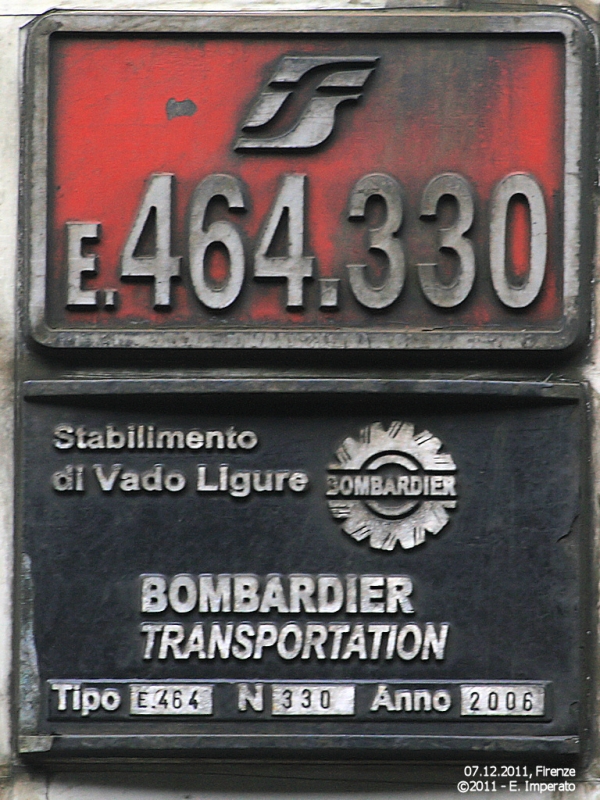 E.464.330
Stabilimento
di Vado Ligure
BOMBARDIER
BOMBARDIER
TRANSPORTATION
Tipo E.464 N 330 Anno 2006
07.12.2011, Firenze
©2011 - E. Imperato